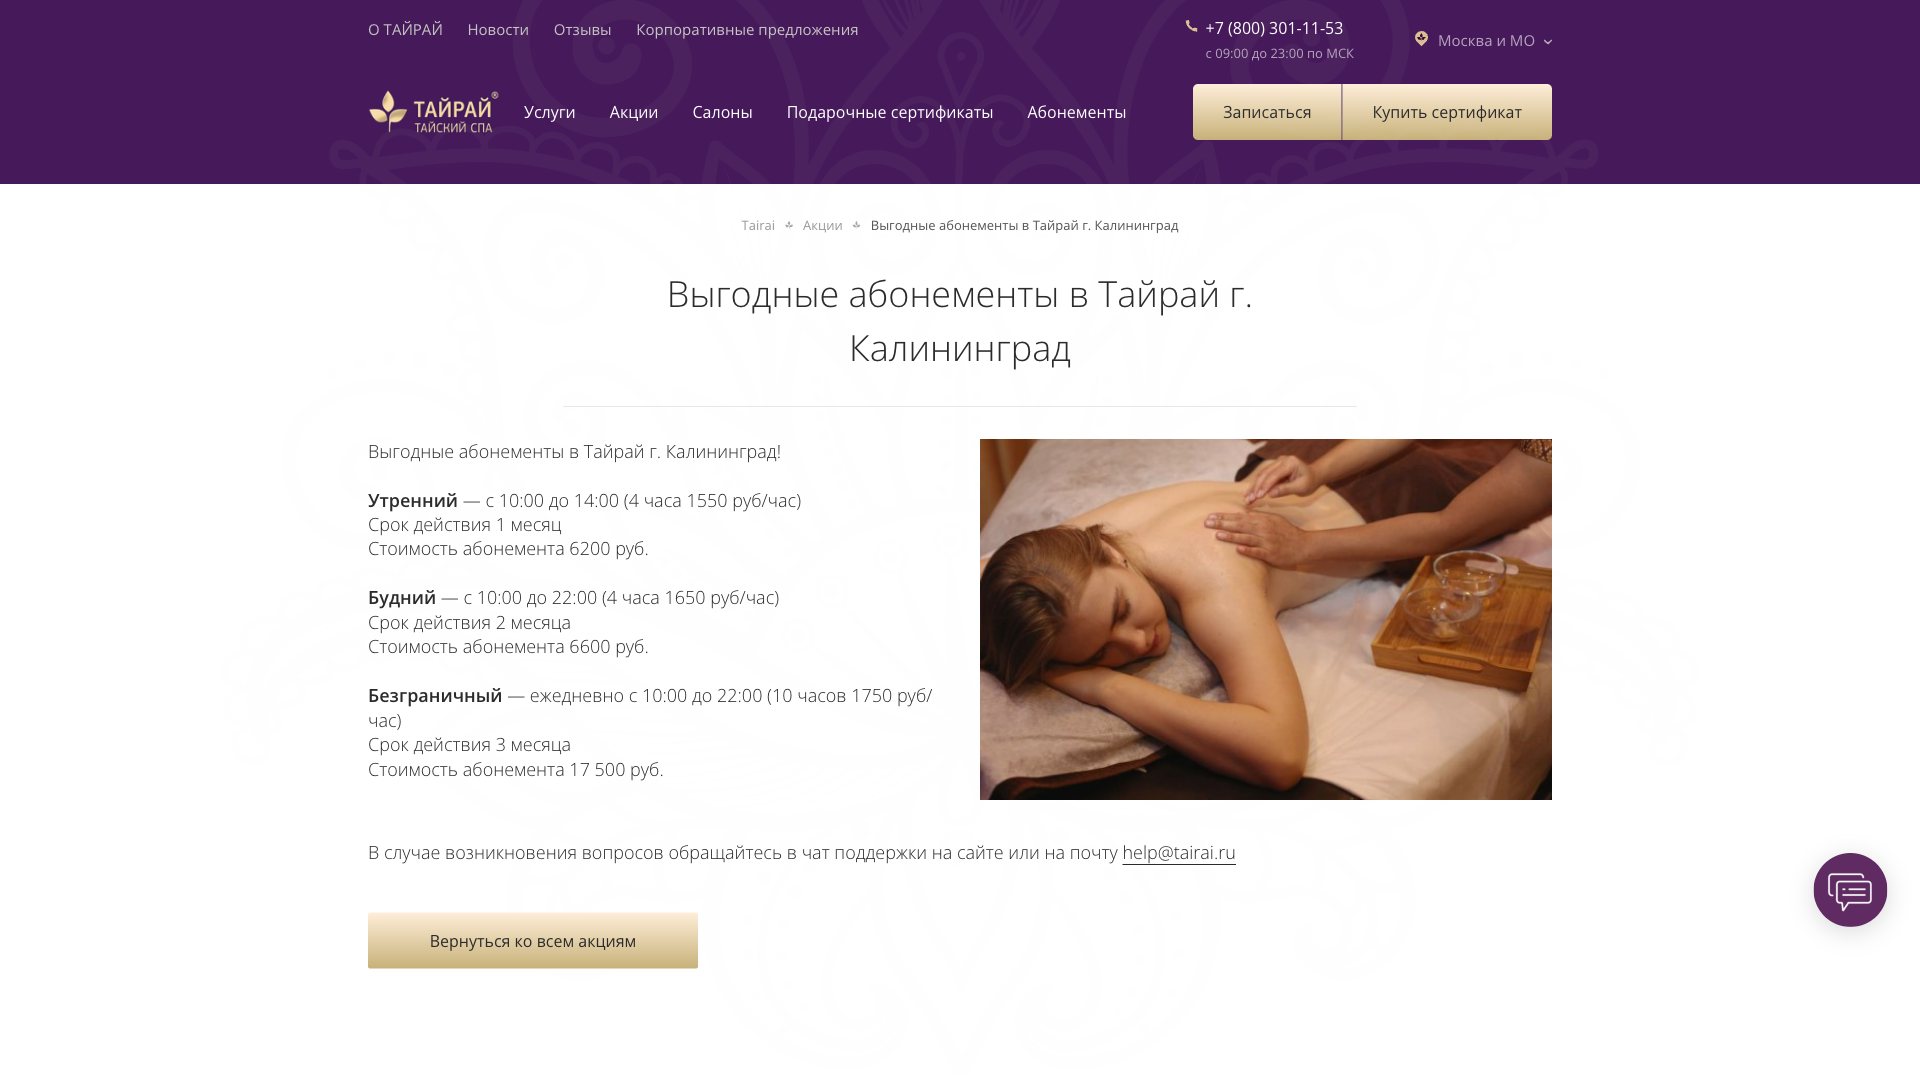 О ТАЙРАЙ Новости Отзывы Корпоративные предложения
+7 (800) 301-11-53
с 09:00 до 23:00 по МСК
Москва и МО
ТАЙРАЙ®
ТАЙСКИЙ СПА
Услуги Акции Салоны Подарочные сертификаты Абонементы
Записаться Купить сертификат
Tairai Акции Выгодные абонементы в Тайрай г. Калининград
Выгодные абонементы в Тайрай г.
Калининград
Выгодные абонементы в Тайрай г. Калининград!
Утренний — с 10:00 до 14:00 (4 часа 1550 руб/час)
Срок действия 1 месяц
Стоимость абонемента 6200 руб.
Будний — с 10:00 до 22:00 (4 часа 1650 руб/час)
Срок действия 2 месяца
Стоимость абонемента 6600 руб.
Безграничный — ежедневно с 10:00 до 22:00 (10 часов 1750 руб/
час)
Срок действия 3 месяца
Стоимость абонемента 17 500 руб.
В случае возникновения вопросов обращайтесь в чат поддержки на сайте или на почту help@tairai.ru
Вернуться ко всем акциям